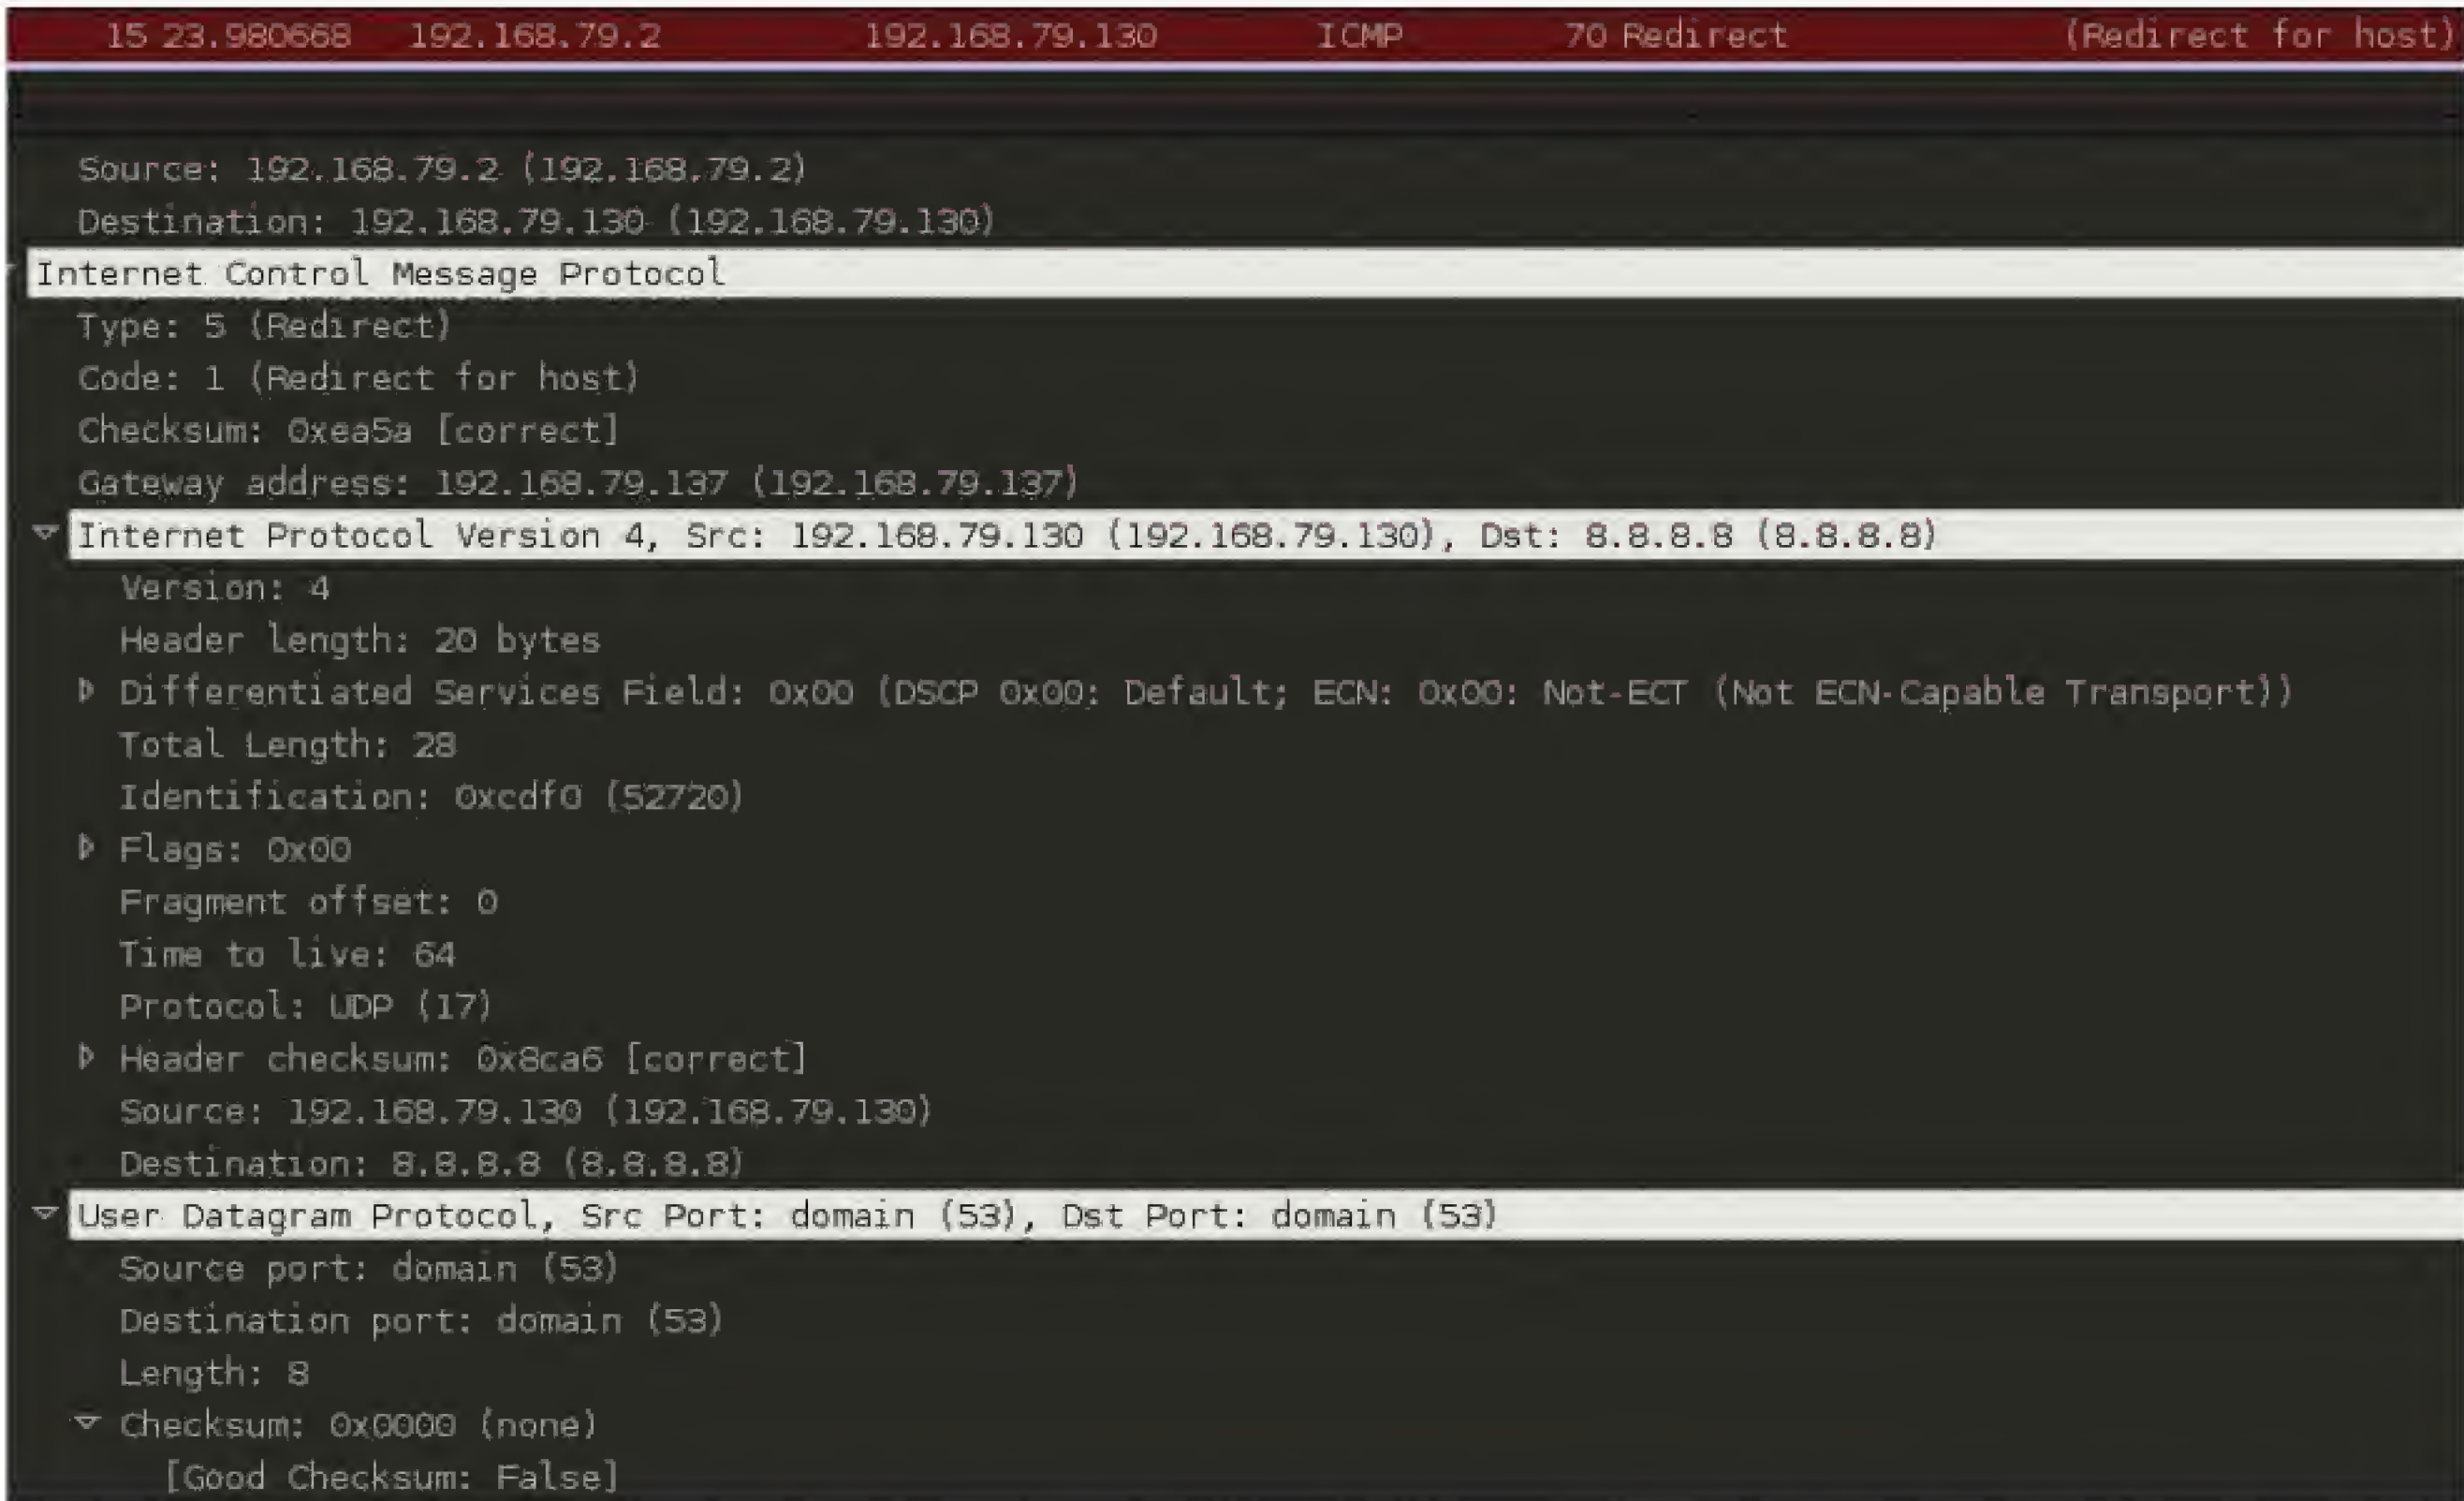 15 23.980668 192.168.79.2 192.168.79.130 ICMP 70 Redirect (Redirect for host)
Source: 192.168.79.2 (192.168.79.2)
Destination: 192.168.79.130 (192.168.79.130)
Internet Control Message Protocol
Type: 5 (Redirect)
Code: 1 (Redirect for host)
Checksum: 0xea5a [correct]
Gateway address: 192.168.79.137 (192.168.79.137)
Internet Protocol Version 4, Src: 192.168.79.130 (192.168.79.130), Dst: 8.8.8.8 (8.8.8.8)
Version: 4
Header length: 20 bytes
Differentiated Services Field: 0x00 (DSCP 0x00: Default; ECN: 0x00: Not-ECT (Not ECN-Capable Transport))
Total Length: 28
Identification: 0xcdf0 (52720)
Flags: 0x00
Fragment offset: 0
Time to live: 64
Protocol: UDP (17)
Header checksum: 0x8ca6 [correct]
Source: 192.168.79.130 (192.168.79.130)
Destination: 8.8.8.8 (8.8.8.8)
User Datagram Protocol, Src Port: domain (53), Dst Port: domain (53)
Source port: domain (53)
Destination port: domain (53)
Length: 8
Checksum: 0x0000 (none)
[Good Checksum: False]